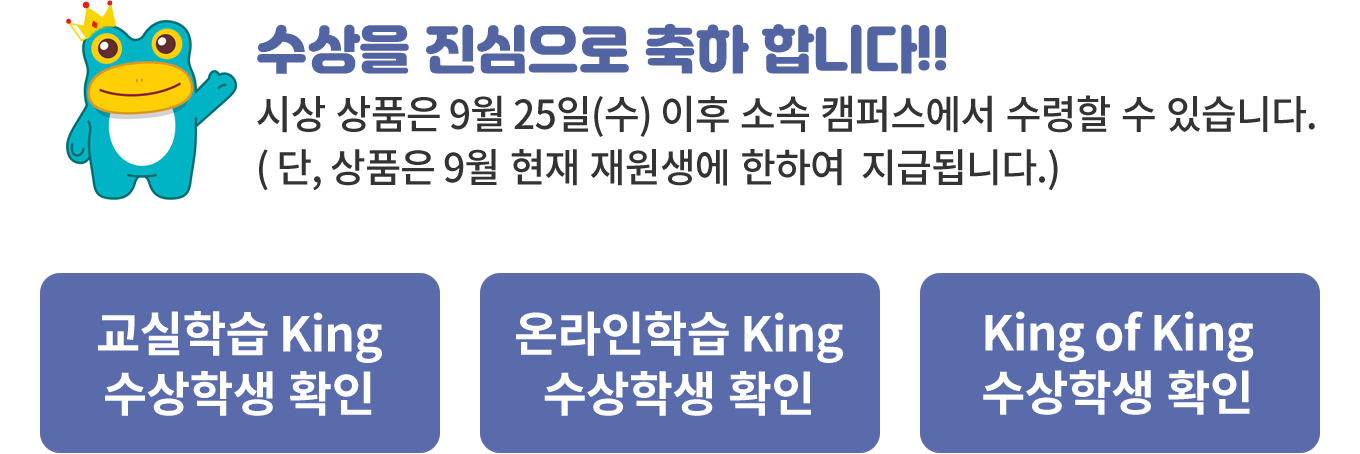 수상을 진심으로 축하 합니다!!
시상 상품은 9월 25일(수) 이후 소속 캠퍼스에서 수령할 수 있습니다.
( 단, 상품은 9월 현재 재원생에 한하여 지급됩니다.)
교실학습 King
수상학생 확인
온라인학습 King
수상학생 확인
King of King
수상학생 확인